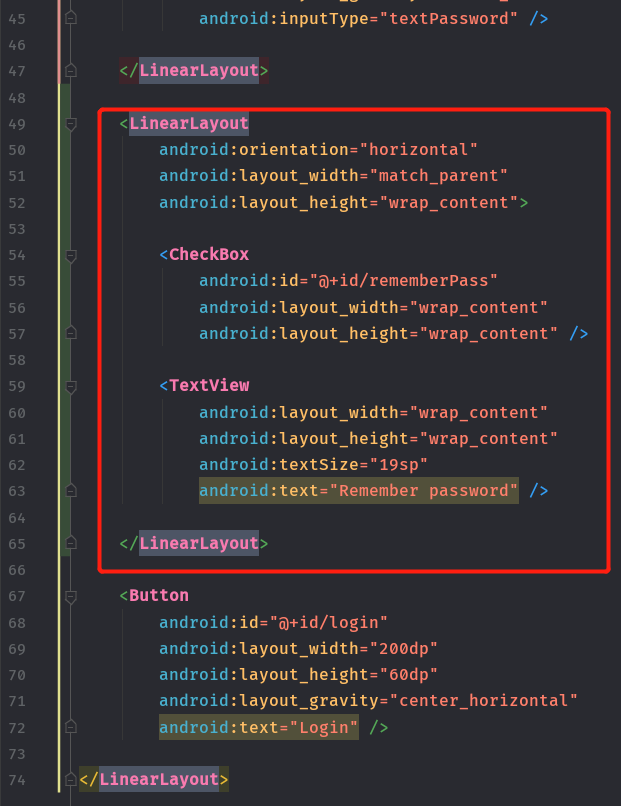 45 android:inputType="textPassword" />
46
47 </LinearLayout>
48
49 <LinearLayout
50 android:orientation="horizontal"
51 android:layout_width="match_parent"
52 android:layout_height="wrap_content">
53
54 <CheckBox
55 android:id="@+id/rememberPass"
56 android:layout_width="wrap_content"
57 android:layout_height="wrap_content" />
58
59 <TextView
60 android:layout_width="wrap_content"
61 android:layout_height="wrap_content"
62 android:textSize="19sp"
63 android:text="Remember password" />
64
65 </LinearLayout>
66
67 <Button
68 android:id="@+id/login"
69 android:layout_width="200dp"
70 android:layout_height="60dp"
71 android:layout_gravity="center_horizontal"
72 android:text="Login" />
73
74 </LinearLayout>